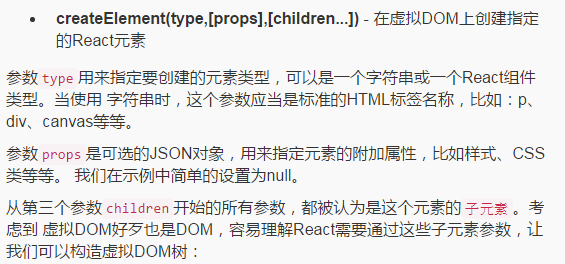 • createElement(type,[props],[children...]) - 在虚拟DOM上创建指定
的React元素
参数 type 用来指定要创建的元素类型，可以是一个字符串或一个React组件
类型。当使用 字符串时，这个参数应当是标准的HTML标签名称，比如：p、
div、canvas等等。
参数 props 是可选的JSON对象，用来指定元素的附加属性，比如样式、CSS
类等等。 我们在示例中简单的设置为null。
从第三个参数 children 开始的所有参数，都被认为是这个元素的 子元素 。考
虑到 虚拟DOM好歹也是DOM，容易理解React需要通过这些子元素参数，让
我们可以构造虚拟DOM树：